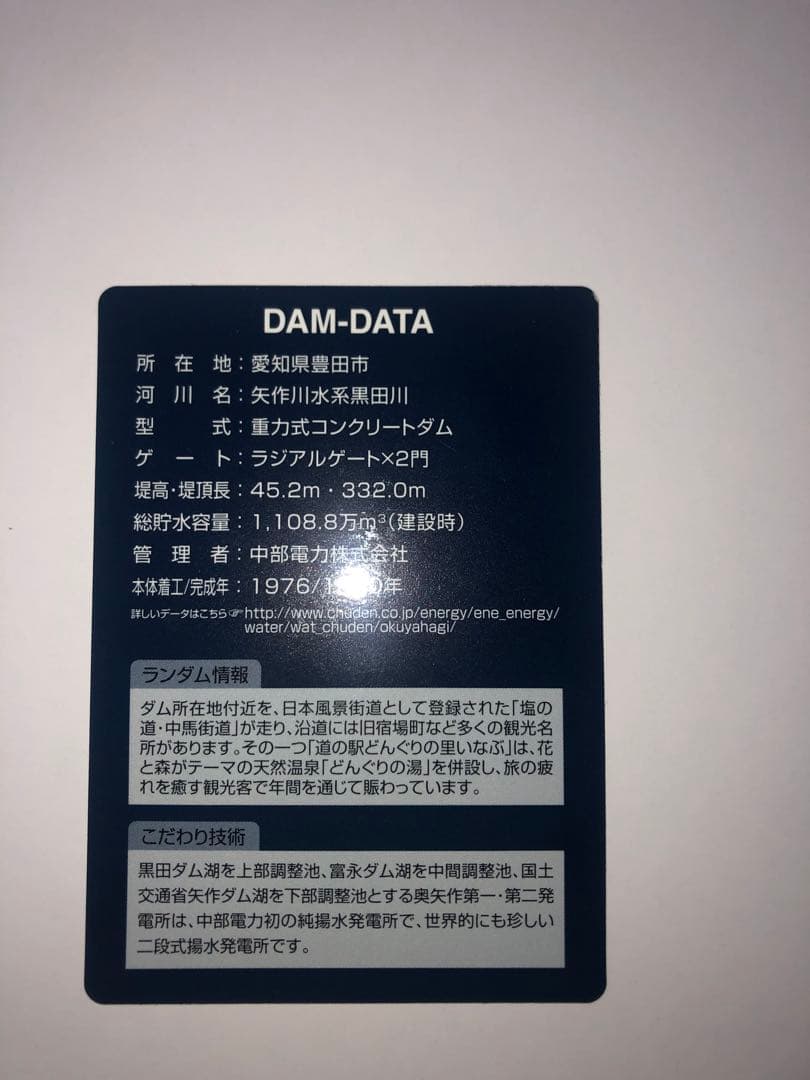 DAM-DATA
所在地：愛知県豊田市
河川名：矢作川水系黒田川
型式：重力式コンクリートダム
ゲート：ラジアルゲート×2門
堤高・堤頂長：45.2m・332.0m
総貯水容量：1,108.8万m³（建設時）
管理者：中部電力株式会社
本体着工/完成年：1976/
詳しいデータはこちら☞http://www.chuden.co.jp/energy/ene_energy/
water/wat_chuden/okuyahagi/
ランダム情報
ダム所在地付近を、日本風景街道として登録された「塩の
道・中馬街道」が走り、沿道には旧宿場町など多くの観光名
所があります。その一つ「道の駅どんぐりの里いなぶ」は、花
と森がテーマの天然温泉「どんぐりの湯」を併設し、旅の疲
れを癒す観光客で年間を通じて賑わっています。
こだわり技術
黒田ダム湖を上部調整池、富永ダム湖を中間調整池、国土
交通省矢作ダム湖を下部調整池とする奥矢作第一・第二発
電所は、中部電力初の純揚水発電所で、世界的にも珍しい
二段式揚水発電所です。